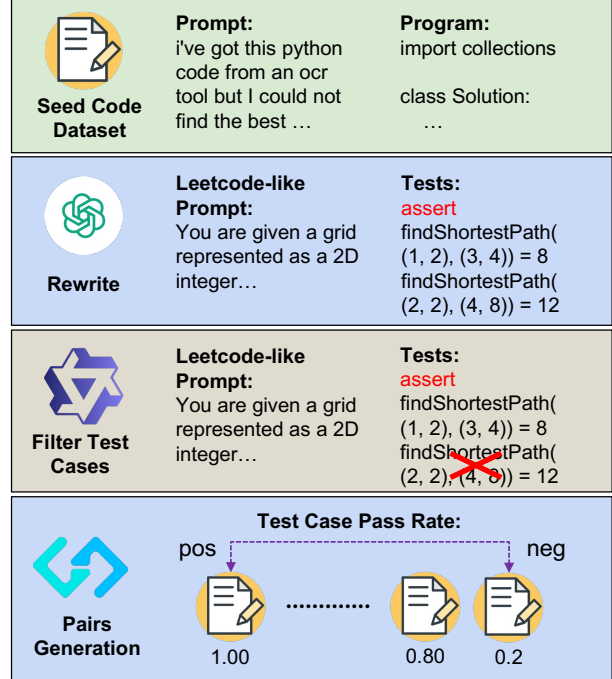 Seed Code
Dataset
Prompt:
i've got this python
code from an ocr
tool but I could not
find the best …
Program:
import collections
class Solution:
…
Rewrite
Leetcode-like
Prompt:
You are given a grid
represented as a 2D
integer…
Tests:
assert
findShortestPath(
(1, 2), (3, 4)) = 8
findShortestPath(
(2, 2), (4, 8)) = 12
Filter Test
Cases
Leetcode-like
Prompt:
You are given a grid
represented as a 2D
integer…
Tests:
assert
findShortestPath(
(1, 2), (3, 4)) = 8
findShortestPath(
(2, 2), (4, 8)) = 12
Pairs
Generation
Test Case Pass Rate:
pos
neg
.............
1.00
0.80
0.2